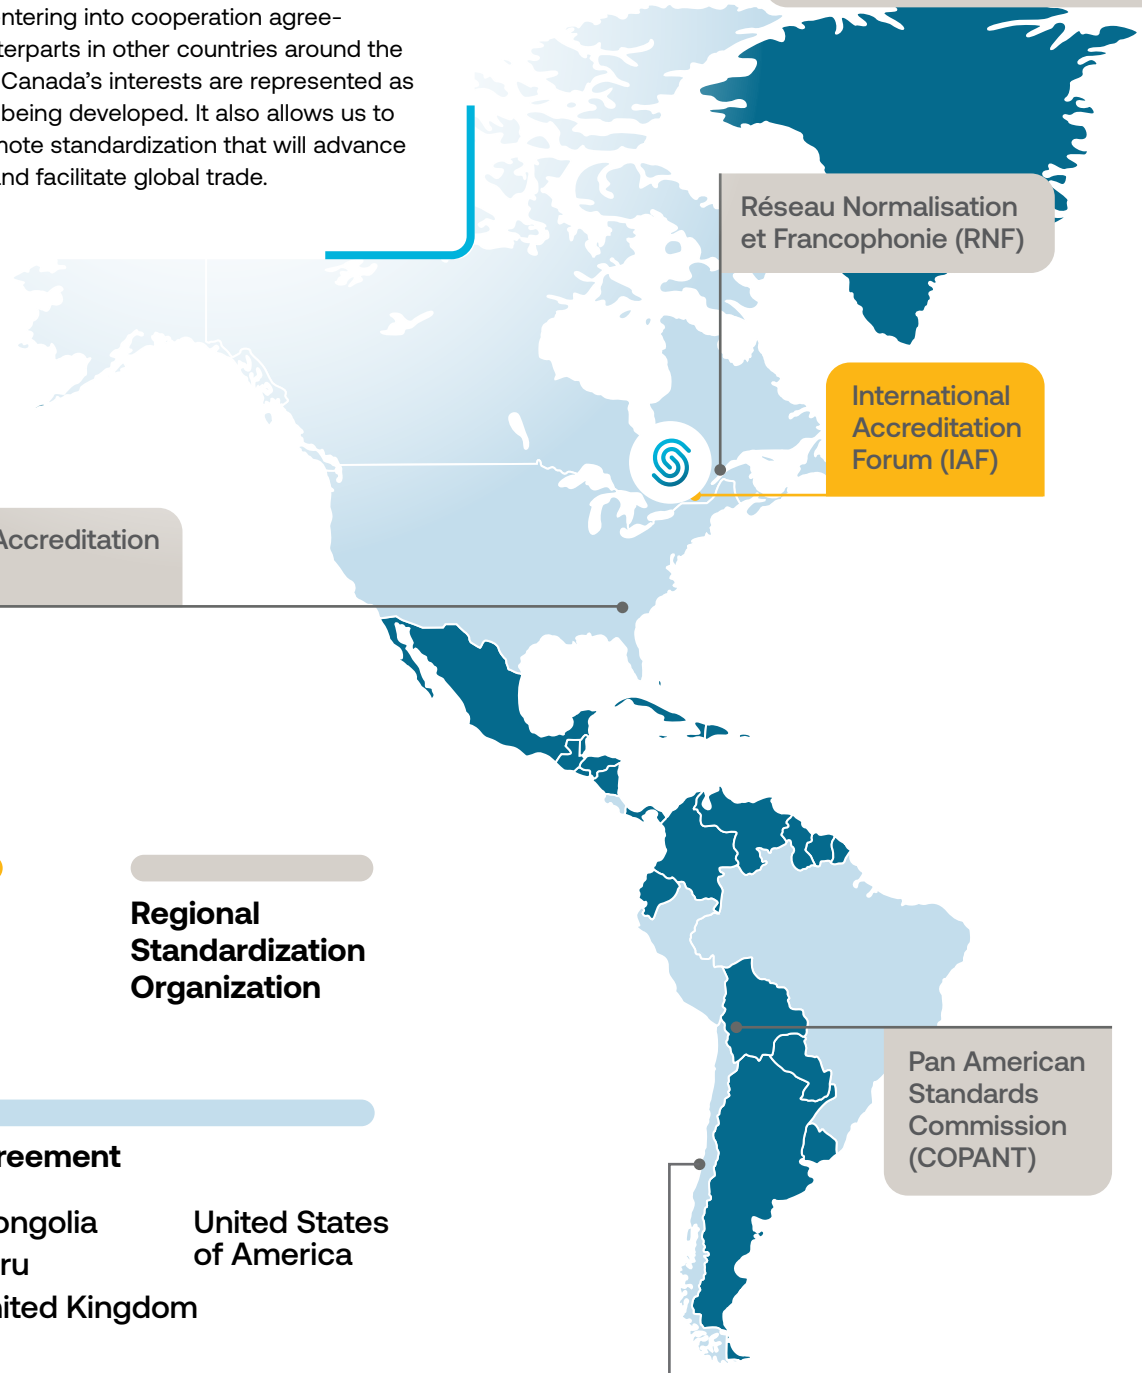 ntering into cooperation agree-
terparts in other countries around the
Canada’s interests are represented as
being developed. It also allows us to
note standardization that will advance
nd facilitate global trade.
Réseau Normalisation
et Francophonie (RNF)
International
Accreditation
Forum (IAF)
Accreditation
Regional
Standardization
Organization
Pan American
Standards
Commission
(COPANT)
reement
ongolia
ru
ited Kingdom
United States
of America